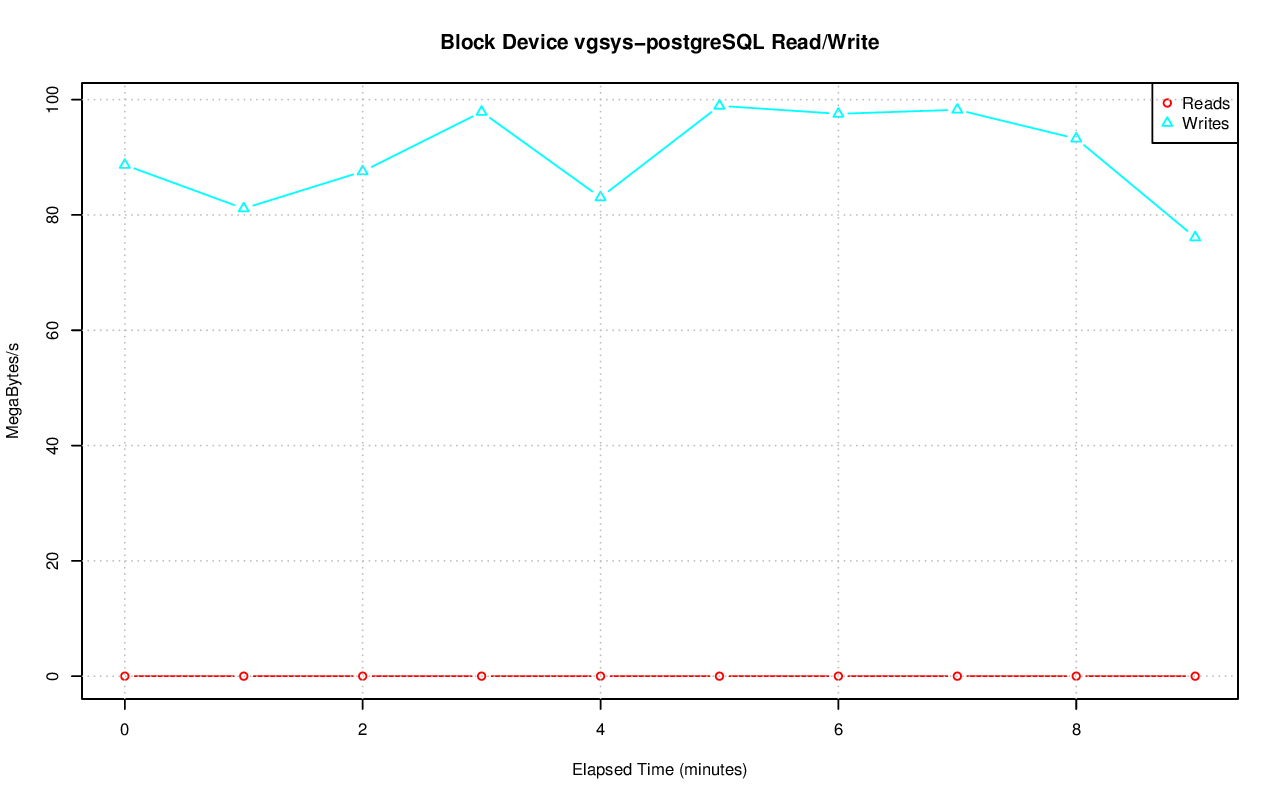 Block Device vgsys−postgreSQL Read/Write
Reads
Writes
MegaBytes/s
100
80
60
40
20
0
0 2 4 6 8
Elapsed Time (minutes)